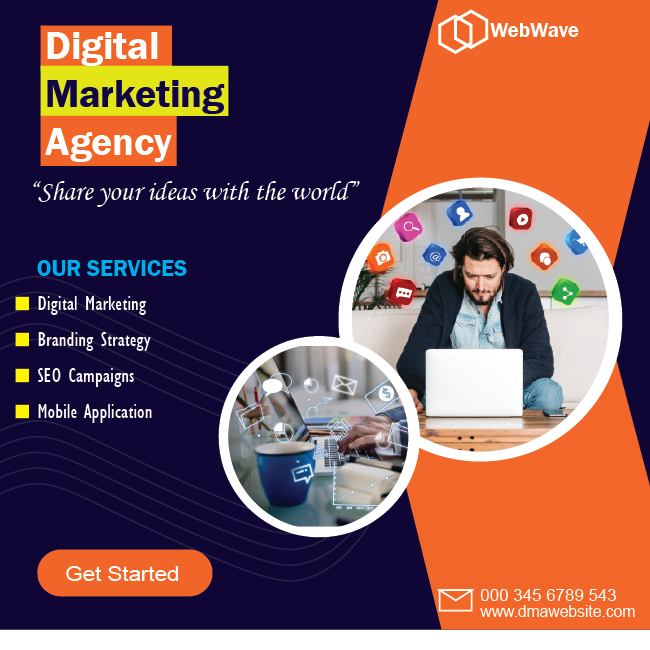 Digital
Marketing
Agency
WebWave
“Share your ideas with the world”
OUR SERVICES
Digital Marketing
Branding Strategy
SEO Campaigns
Mobile Application
Get Started
000 345 6789 543
www.dmawebsite.com